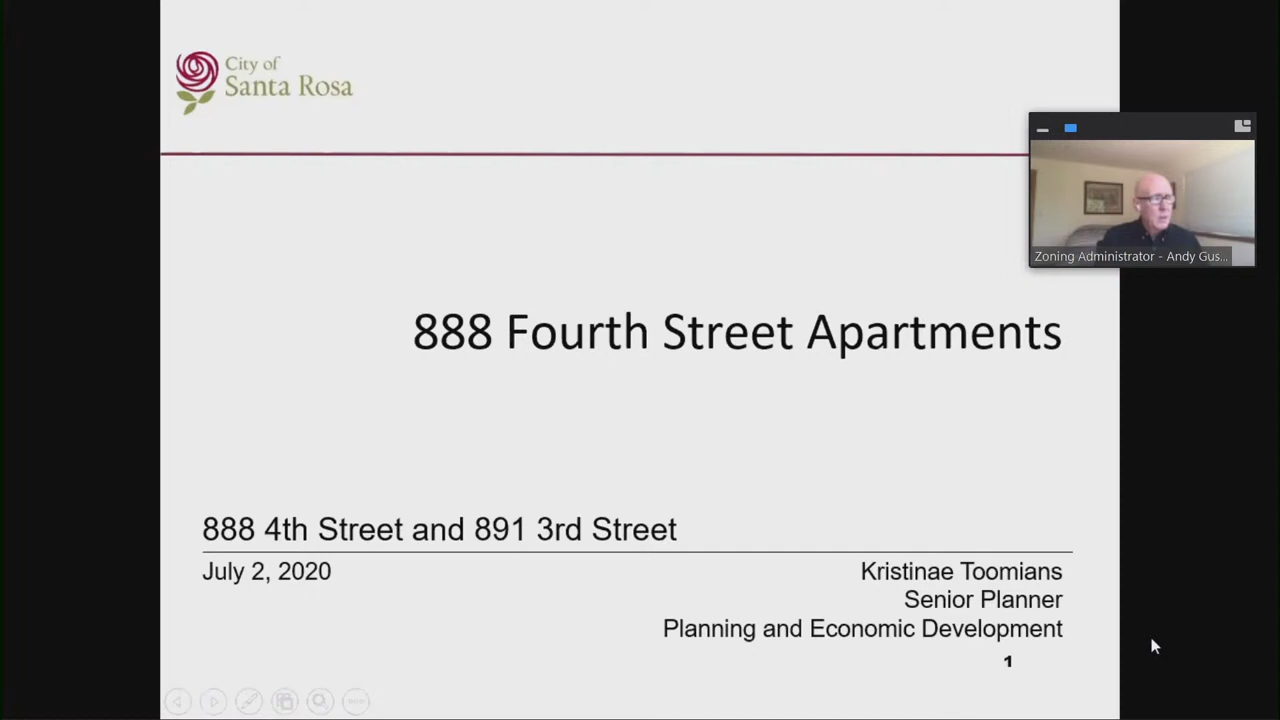 City of
Santa Rosa
Zoning Administrator - Andy Gus...
888 Fourth Street Apartments
888 4th Street and 891 3rd Street
July 2, 2020
Kristinae Toomians
Senior Planner
Planning and Economic Development
1